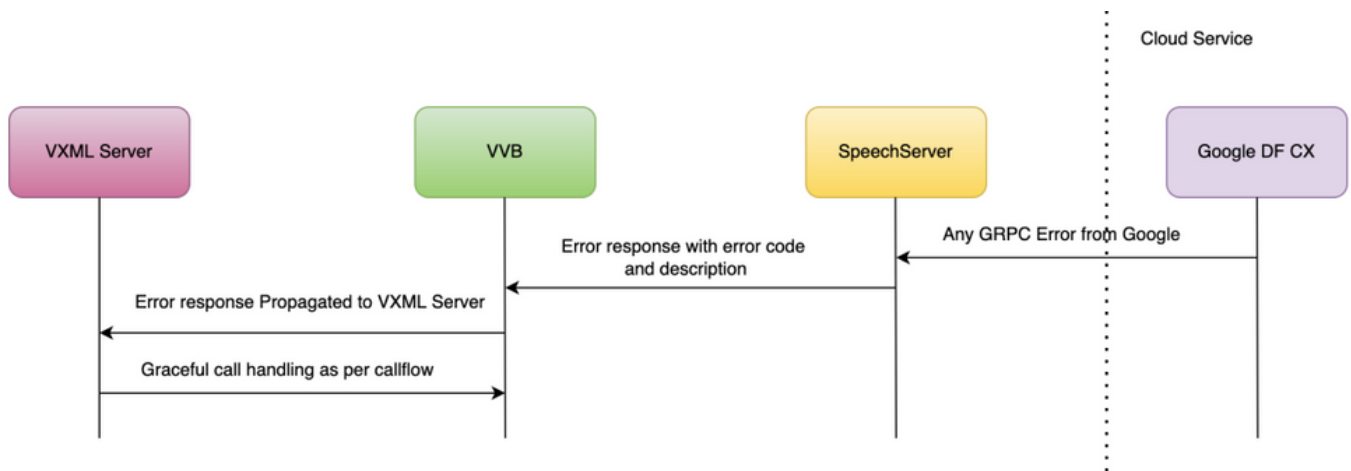 Cloud Service
VXML Server
VVB
SpeechServer
Google DF CX
Any GRPC Error from Google
Error response with error code
and description
Error response Propagated to VXML Server
Graceful call handling as per callflow